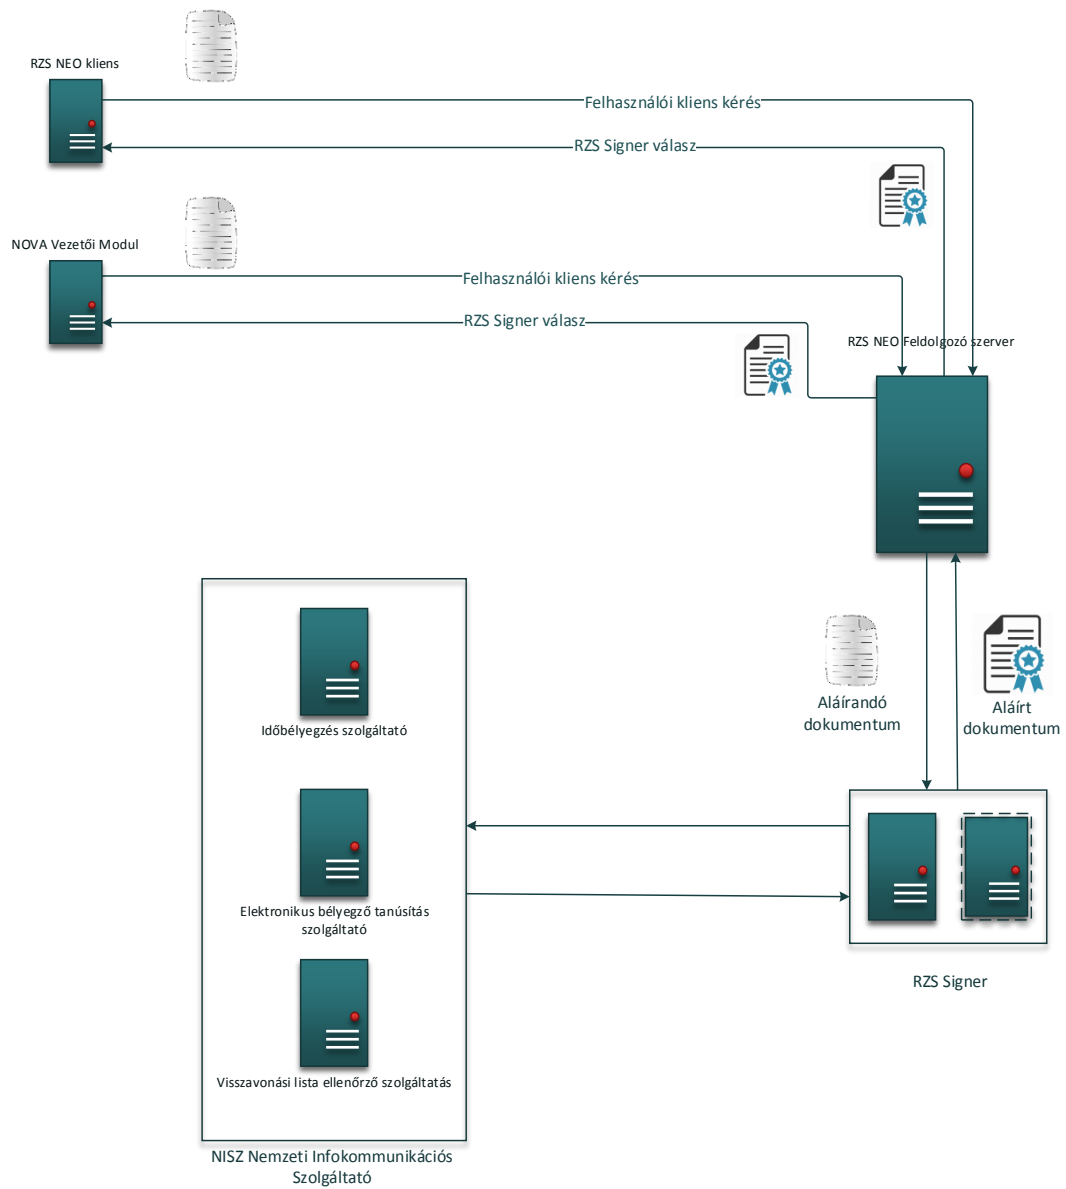 RZS NEO kliens
Felhasználói kliens kérés
RZS Signer válasz
NOVA Vezetői Modul
Felhasználói kliens kérés
RZS Signer válasz
RZS NEO Feldolgozó szerver
Aláírandó
dokumentum
Aláírt
dokumentum
Időbélyegzés szolgáltató
Elektronikus bélyegző tanúsítás
szolgáltató
RZS Signer
Visszavonási lista ellenőrző szolgáltatás
NISZ Nemzeti Infokommunikációs
Szolgáltató